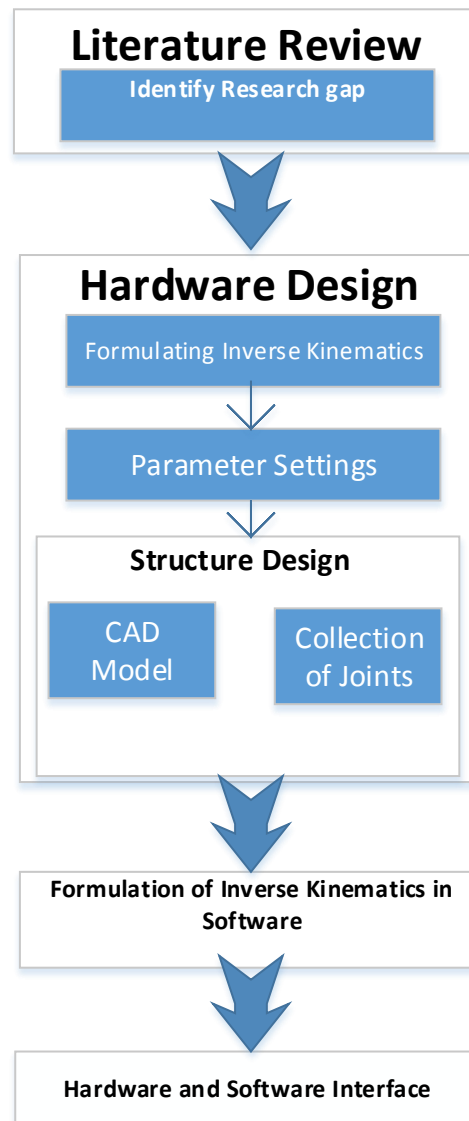 Literature Review
Identify Research gap
Hardware Design
Formulating Inverse Kinematics
Parameter Settings
Structure Design
CAD
Model
Collection
of Joints
Formulation of Inverse Kinematics in
Software
Hardware and Software Interface